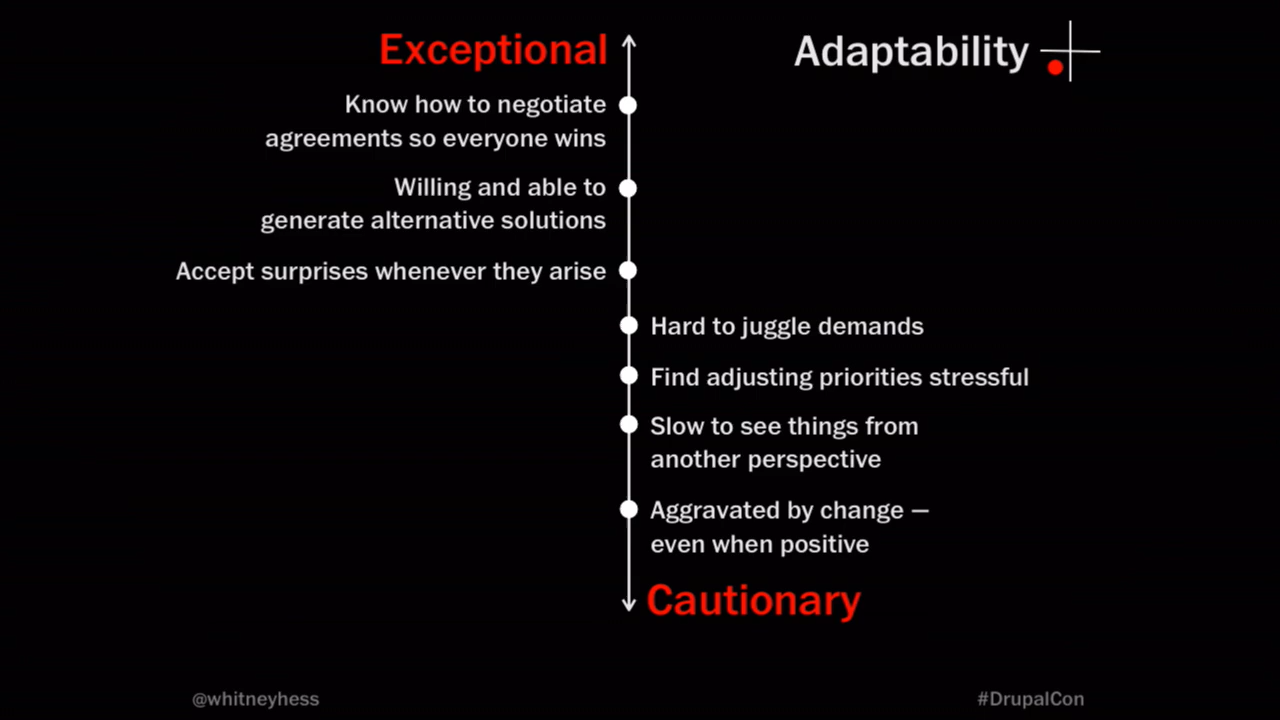 Exceptional
Adaptability
Know how to negotiate
agreements so everyone wins
Willing and able to
generate alternative solutions
Accept surprises whenever they arise
Hard to juggle demands
Find adjusting priorities stressful
Slow to see things from
another perspective
Aggravated by change —
even when positive
Cautionary
@whitneyhess
#DrupalCon